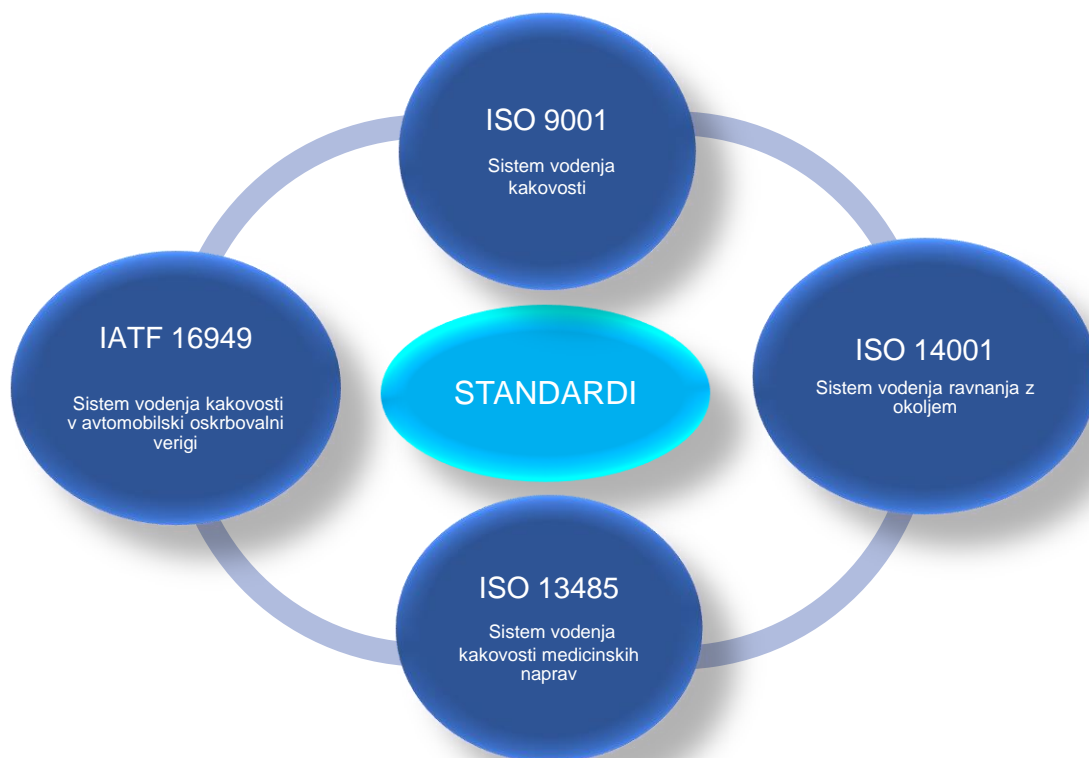 ISO 9001
Sistem vodenja
kakovosti
IATF 16949
Sistem vodenja kakovosti
v avtomobilski oskrbovalni
verigi
STANDARDI
ISO 14001
Sistem vodenja ravnanja z
okoljem
ISO 13485
Sistem vodenja
kakovosti medicinskih
naprav